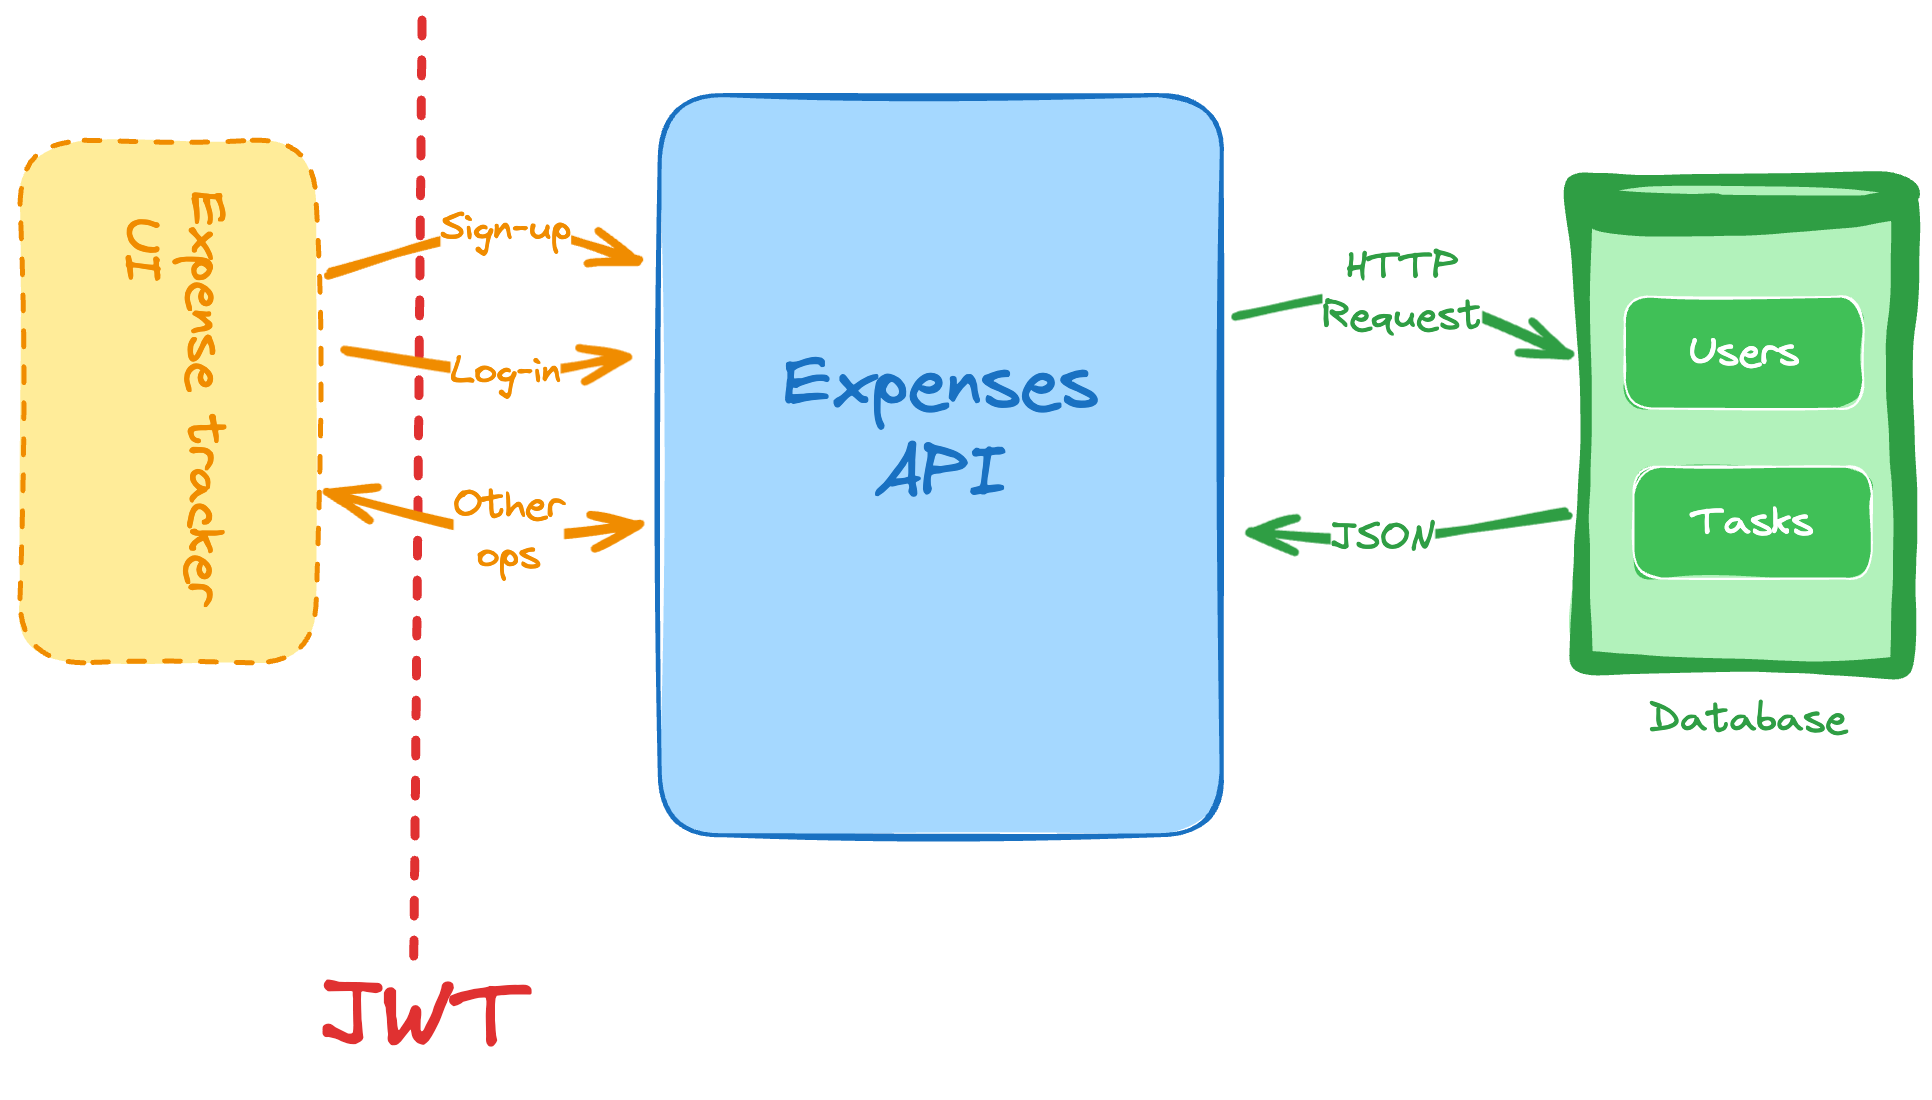 Expense tracker
UI
Sign-up
Log-in
Other
ops
JWT
Expenses
API
HTTP
Request
JSON
Users
Tasks
Database